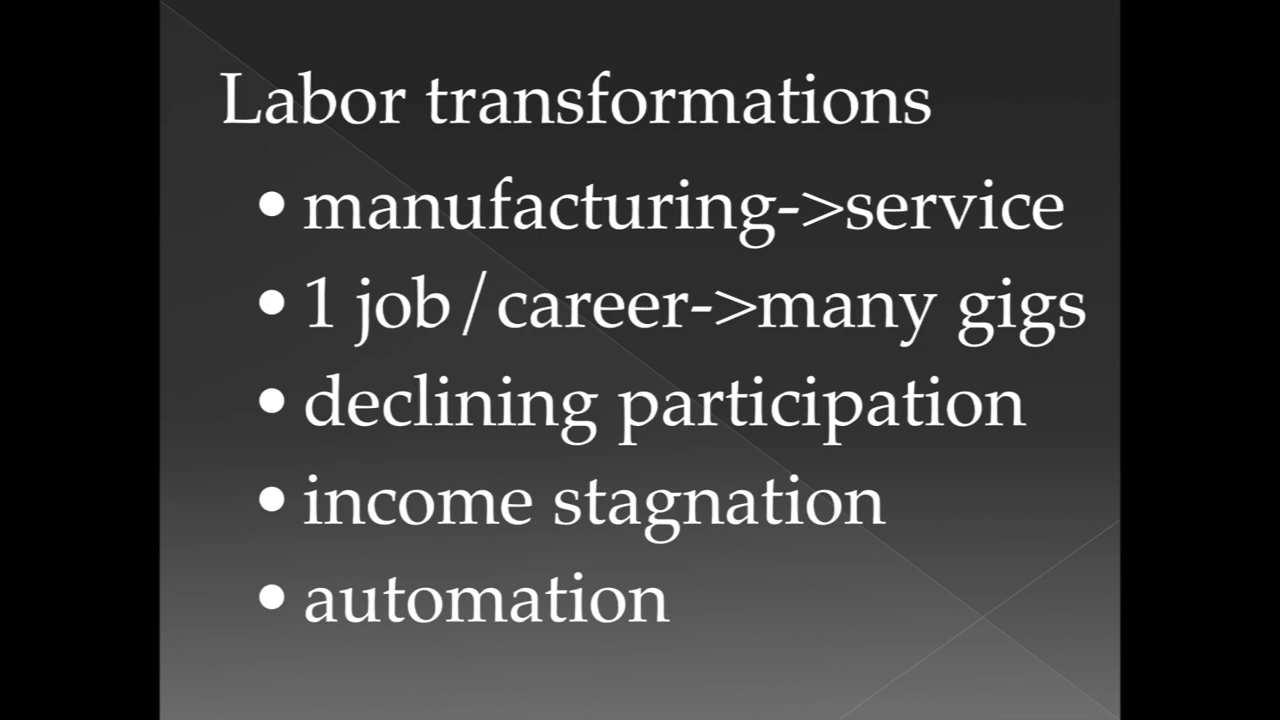 Labor transformations
• manufacturing->service
• 1 job/career->many gigs
• declining participation
• income stagnation
• automation